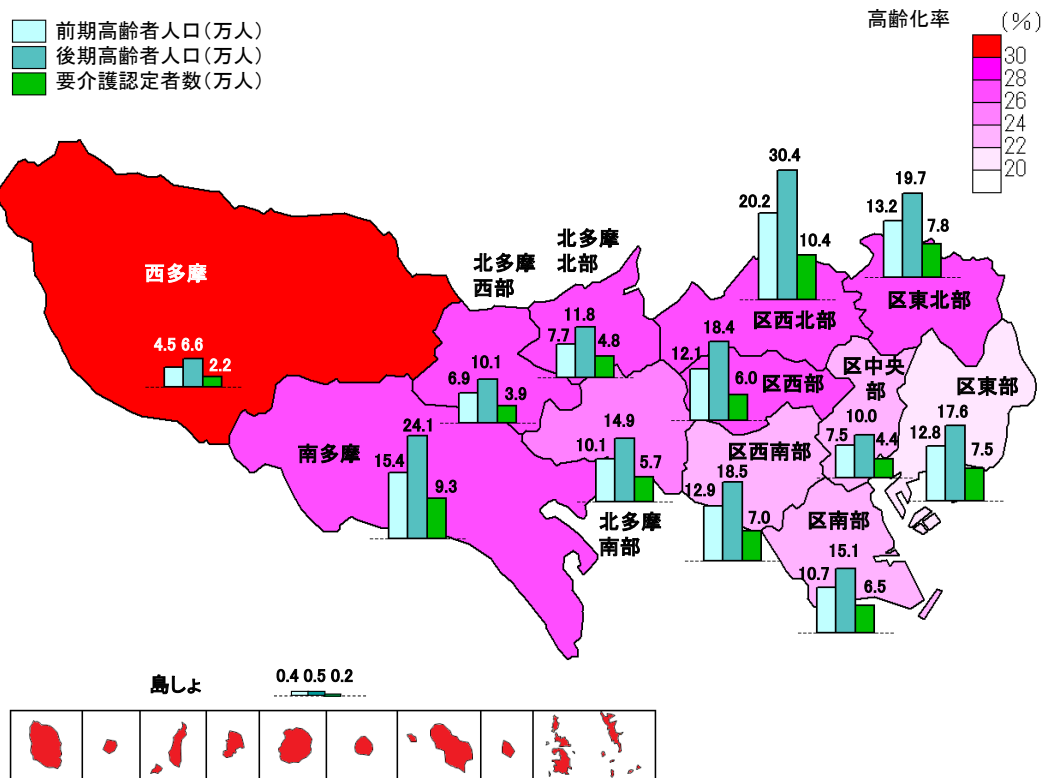 前期高齢者人口(万人)
後期高齢者人口(万人)
要介護認定者数(万人)
高齢化率 (%)
30
28
26
24
22
20
西多摩
4.5 6.6 2.2
北多摩
西部
6.9 10.1 3.9
北多摩
北部
7.7 11.8 4.8
区西北部
20.2 30.4 10.4
区東北部
13.2 19.7 7.8
区西部
12.1 18.4 6.0
区中央
部
7.5 10.0 4.4
区東部
12.8 17.6 7.5
南多摩
15.4 24.1 9.3
10.1 14.9 5.7
北多摩
南部
区西南部
12.9 18.5 7.0
区南部
10.7 15.1 6.5
島しょ
0.4 0.5 0.2